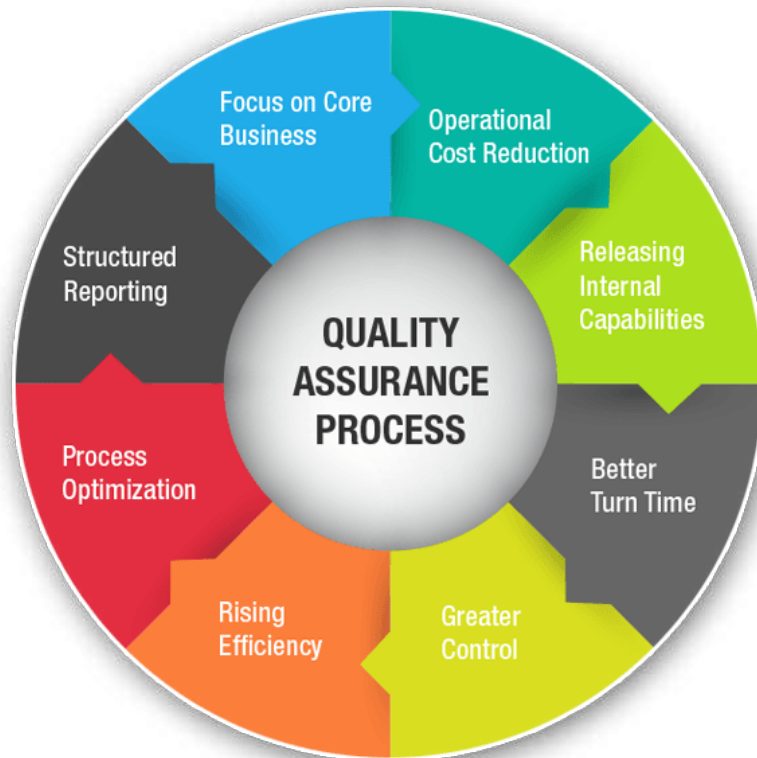 Focus on Core
Business
Operational
Cost Reduction
Releasing
Internal
Capabilities
Better
Turn Time
Greater
Control
Rising
Efficiency
Process
Optimization
Structured
Reporting
QUALITY
ASSURANCE
PROCESS